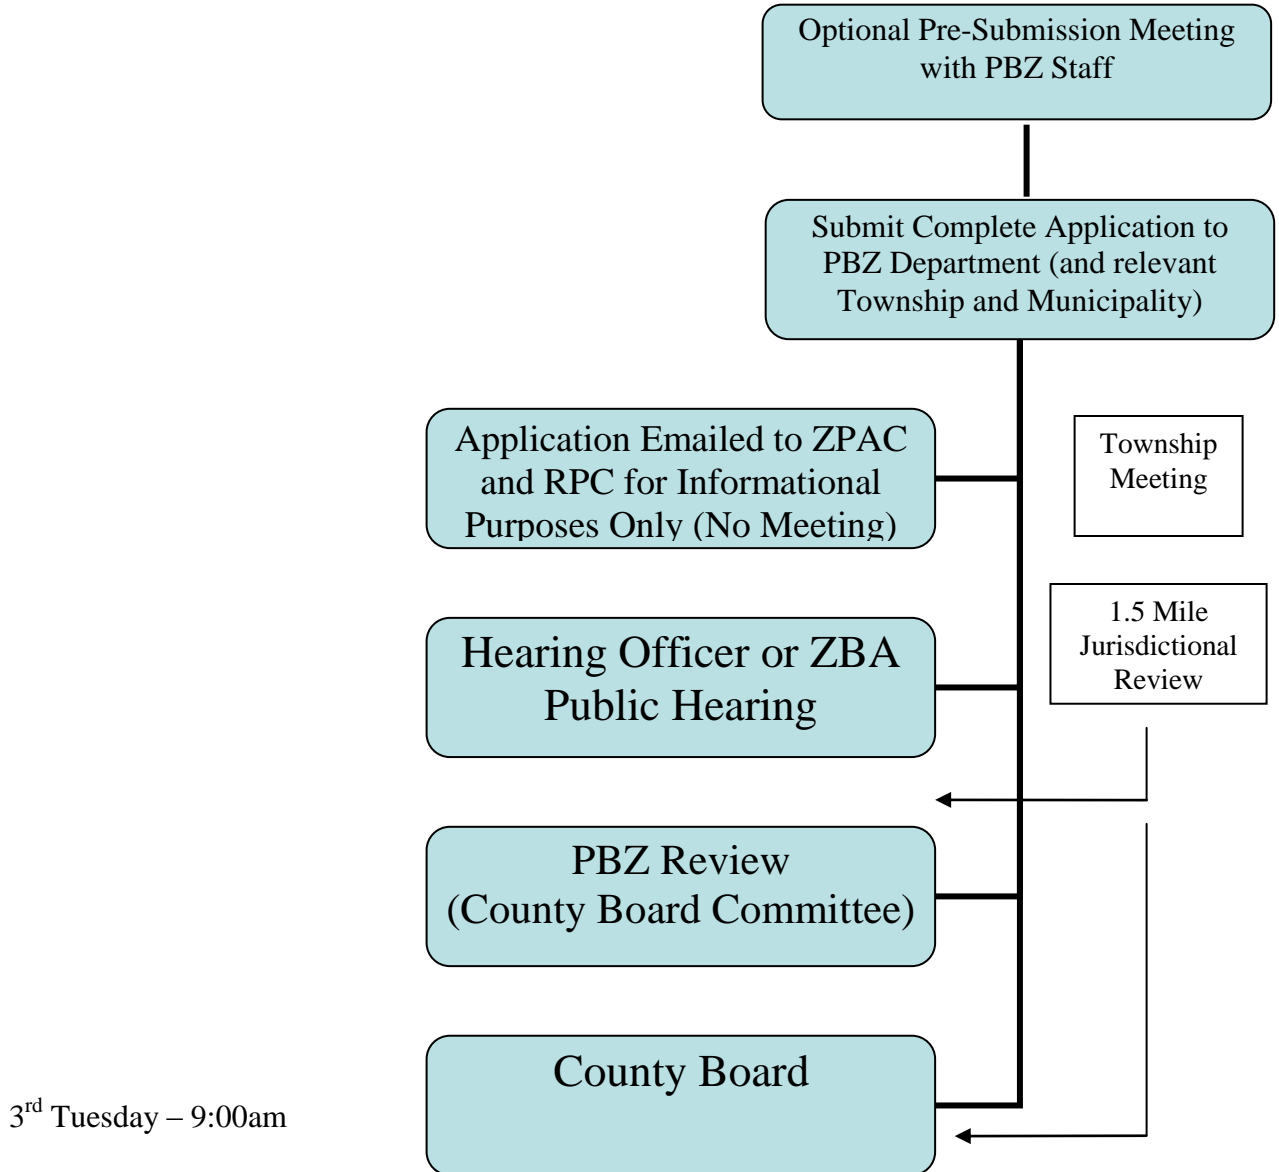 Optional Pre-Submission Meeting
with PBZ Staff
Submit Complete Application to
PBZ Department (and relevant
Township and Municipality)
Application Emailed to ZPAC
and RPC for Informational
Purposes Only (No Meeting)
Township
Meeting
1.5 Mile
Jurisdictional
Review
Hearing Officer or ZBA
Public Hearing
PBZ Review
(County Board Committee)
County Board
3rd Tuesday – 9:00am